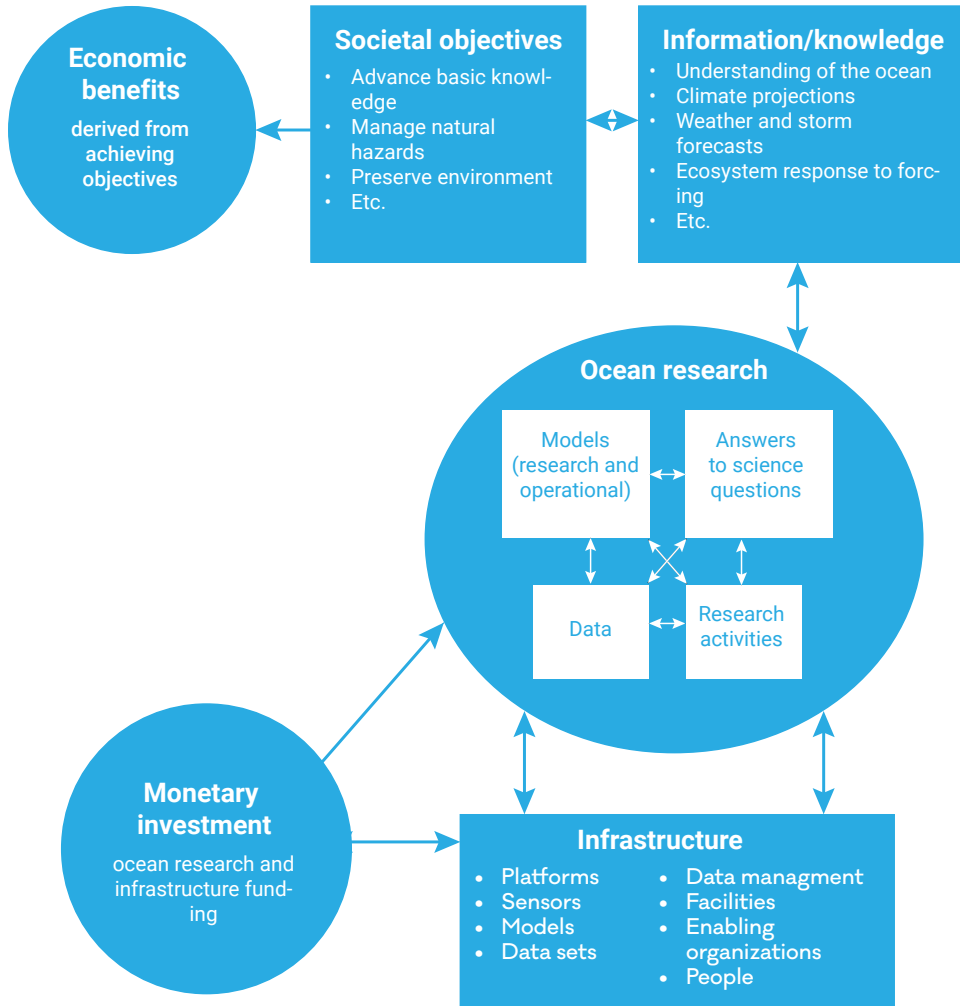 Economic
benefits
derived from
achieving
objectives
Societal objectives
• Advance basic knowl-
edge
• Manage natural
hazards
• Preserve environment
• Etc.
Information/knowledge
• Understanding of the ocean
• Climate projections
• Weather and storm
forecasts
• Ecosystem response to forc-
ing
• Etc.
Ocean research
Models
(research and
operational)
Answers
to science
questions
Data
Research
activities
Monetary
investment
ocean research and
infrastructure fund-
ing
Infrastructure
• Platforms
• Sensors
• Models
• Data sets
• Data managment
• Facilities
• Enabling
organizations
• People